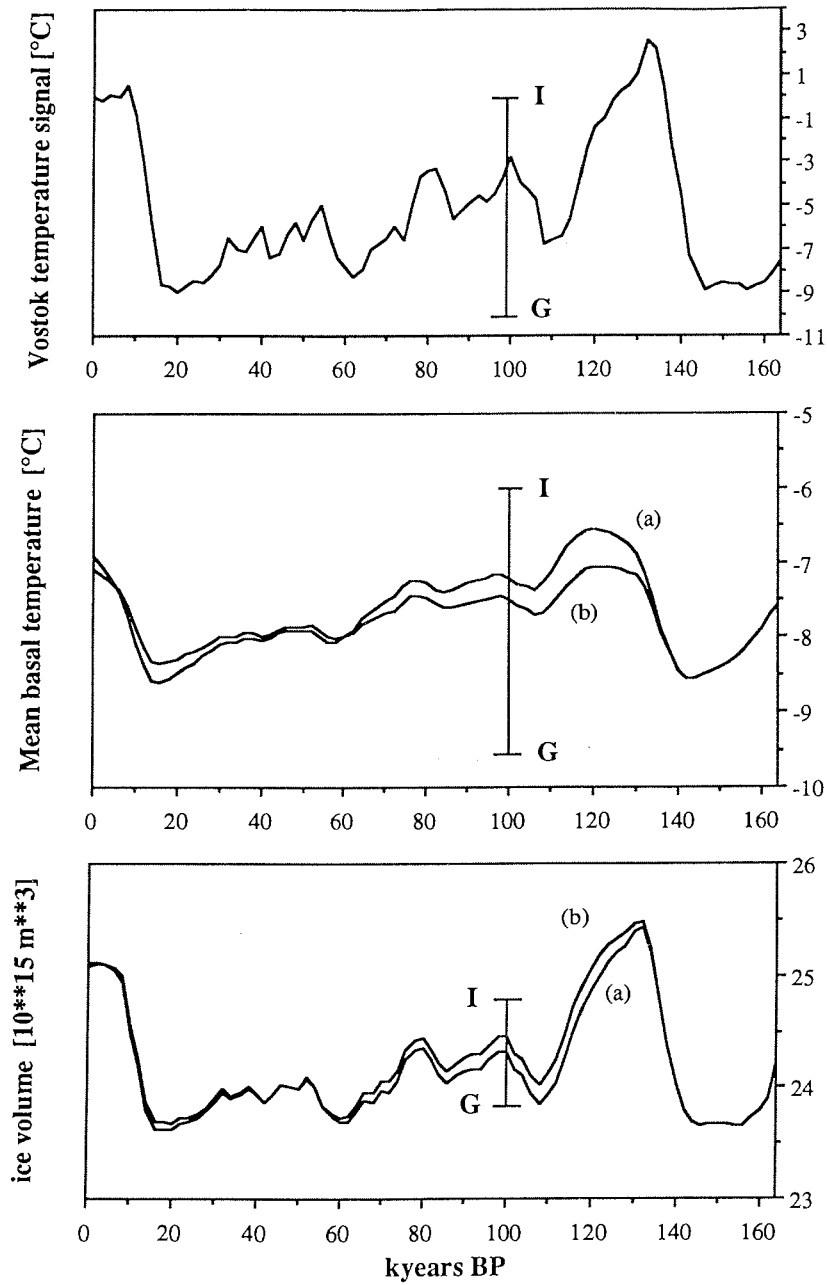 Vostok temperature signal [°C]
3
1
-1
-3
-5
-7
-9
-11
I
G
0 20 40 60 80 100 120 140 160
Mean basal temperature [°C]
-5
-6
-7
-8
-9
-10
I
G
(a)
(b)
0 20 40 60 80 100 120 140 160
ice volume [10**15 m**3]
26
25
24
23
(b)
(a)
I
G
0 20 40 60 80 100 120 140 160
kyears BP